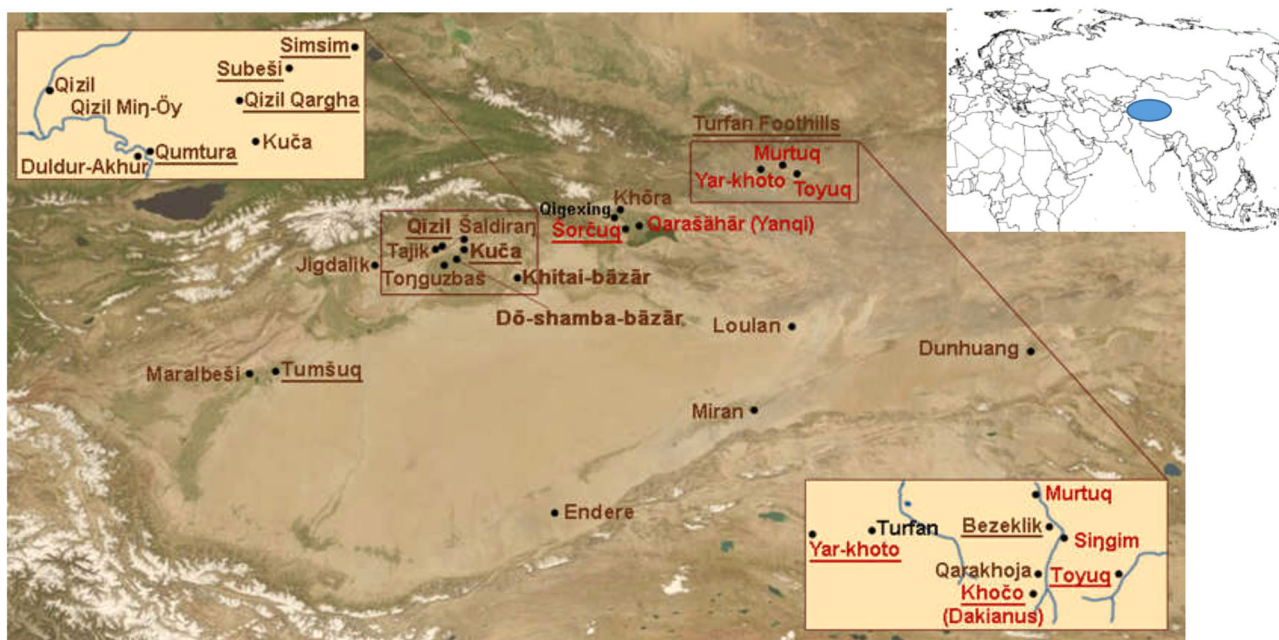 Simsim
Subeši
Qizil
Qizil Miŋ-Öy
Qizil Qargha
Kuča
Qumtura
Duldur-Akhur
Turfan Foothills
Murtuq
Yar-khoto
Toyuq
Khōra
Qigexing
Qarašähär (Yanqi)
Šorčuq
Qizil
Šaldiraŋ
Tajik
Kuča
Jigdalik
Toŋguzbaš
Khitai-bāzār
Dō-shamba-bāzār
Loulan
Dunhuang
Maralbeši
Tumšuq
Miran
Endere
Murtuq
Turfan
Bezeklik
Yar-khoto
Siŋgim
Qarakhoja
Toyuq
Khočo
(Dakianus)